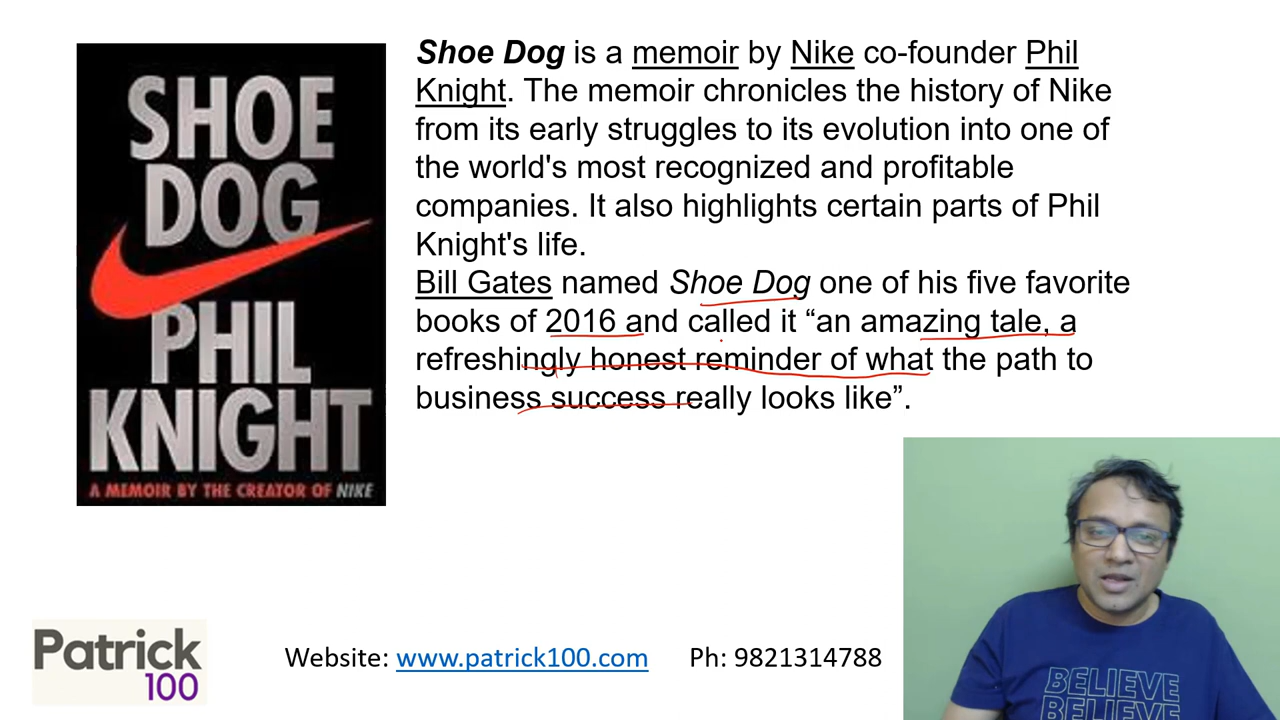 SHOE
DOG
PHIL
KNIGHT
A MEMOIR BY THE CREATOR OF NIKE
Shoe Dog is a memoir by Nike co-founder Phil
Knight. The memoir chronicles the history of Nike
from its early struggles to its evolution into one of
the world's most recognized and profitable
companies. It also highlights certain parts of Phil
Knight's life.
Bill Gates named Shoe Dog one of his five favorite
books of 2016 and called it “an amazing tale, a
refreshingly honest reminder of what the path to
business success really looks like”.
Patrick
100
Website: www.patrick100.com Ph: 9821314788
BELIEVE
BELIEVE